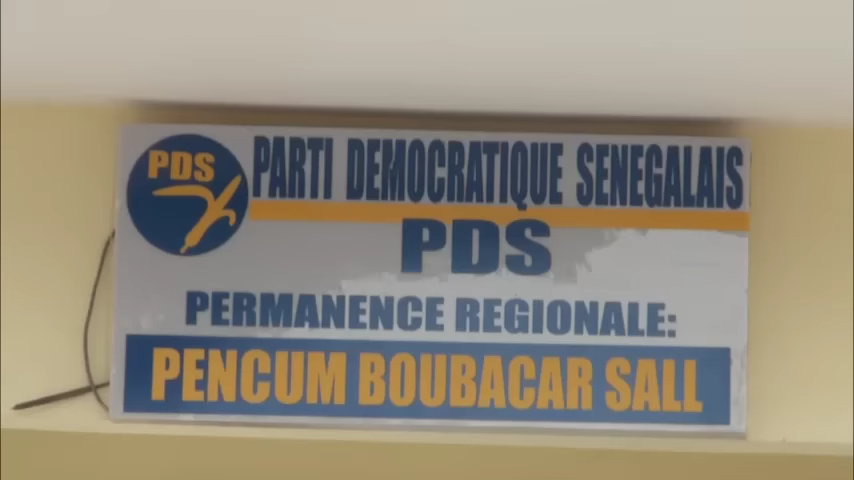 PDS
PARTI DEMOCRATIQUE SENEGALAIS
PDS
PERMANENCE REGIONALE:
PENCUM BOUBACAR SALL